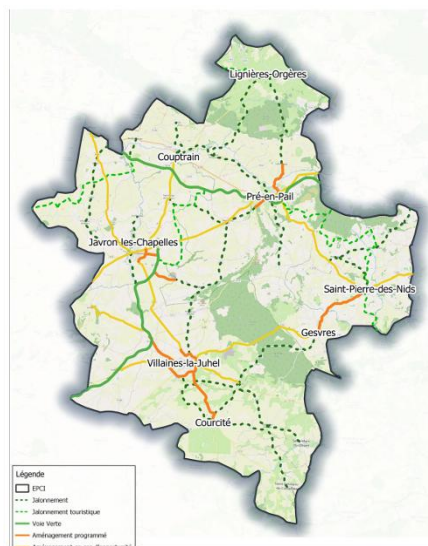 Lignières-Orgères
Couptrain
Pré-en-Pail
Javron les-Chapelles
Saint-Pierre-des-Nids
Gesvres
Villaines-la-Juhel
Courcité
Légende
EPCI
Jalonnement
Jalonnement touristique
Voie Verte
Aménagement programmé